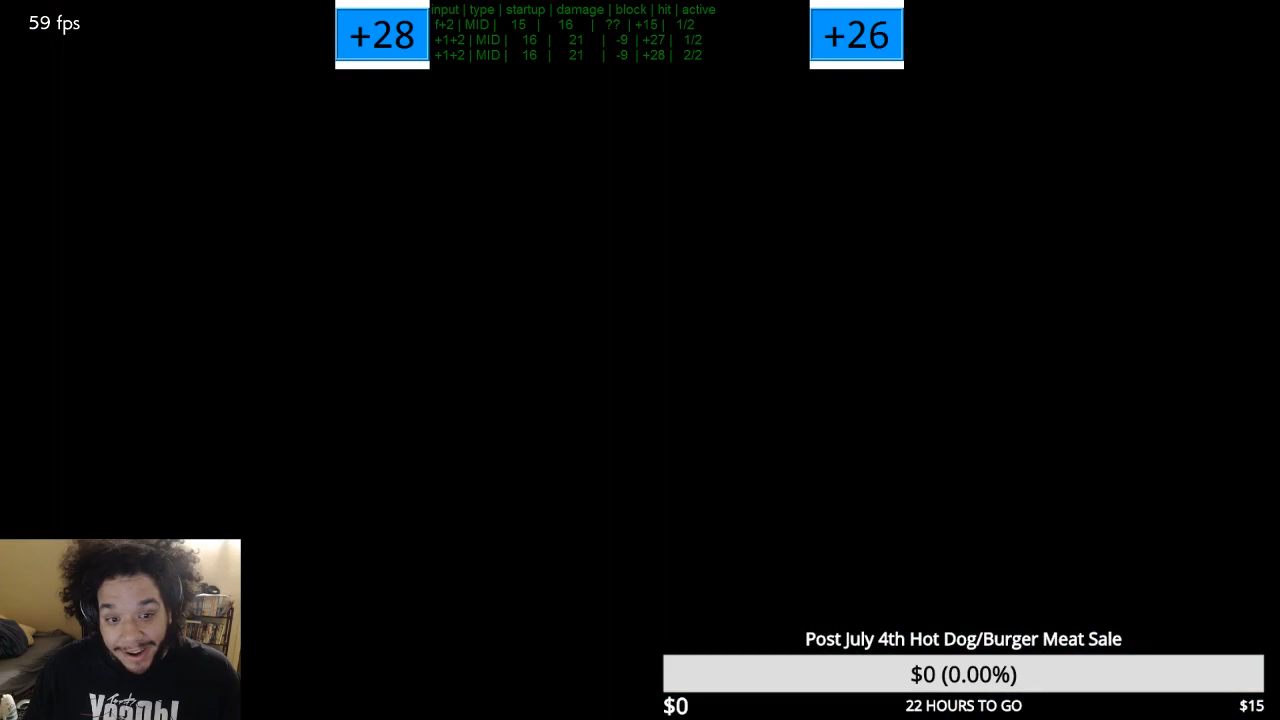 59 fps
+28
input | type | startup | damage | block | hit | active
f+2 | MID | 15 | 16 | ?? | +15 | 1/2
+1+2 | MID | 16 | 21 | -9 | +27 | 1/2
+1+2 | MID | 16 | 21 | -9 | +28 | 2/2
+26
Post July 4th Hot Dog/Burger Meat Sale
$0 (0.00%)
$0
22 HOURS TO GO
$15